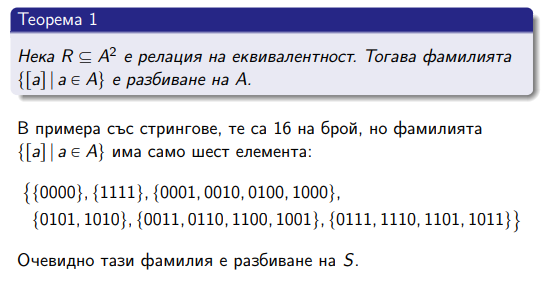 Теорема 1
Нека R ⊆ A² е релация на еквивалентност. Тогава фамилията
{[a] | a ∈ A} е разбиване на A.
В примера със стрингове, те са 16 на брой, но фамилията
{[a] | a ∈ A} има само шест елемента:
{{0000}, {1111}, {0001, 0010, 0100, 1000},
{0101, 1010}, {0011, 0110, 1100, 1001}, {0111, 1110, 1101, 1011}}
Очевидно тази фамилия е разбиване на S.